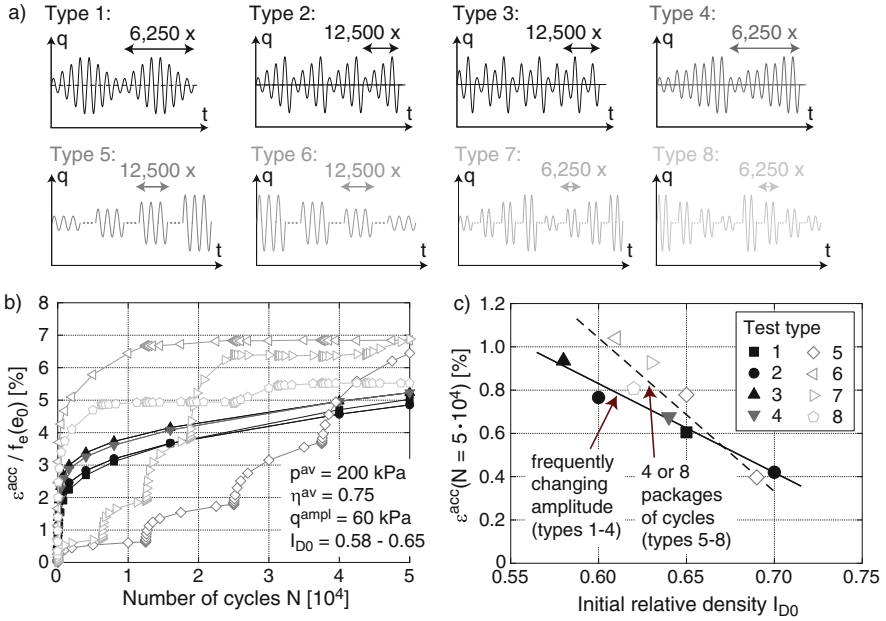 a)
Type 1:
6,250 x
q
t
Type 2:
12,500 x
q
t
Type 3:
12,500 x
q
t
Type 4:
6,250 x
q
t
Type 5:
12,500 x
q
t
Type 6:
12,500 x
q
t
Type 7:
6,250 x
q
t
Type 8:
6,250 x
q
t
b)
8
7
6
5
4
3
2
1
0
ε^acc / f_e(e_0) [%]
p^av = 200 kPa
η^av = 0.75
q^ampl = 60 kPa
I_D0 = 0.58 - 0.65
0 1 2 3 4 5
Number of cycles N [10^4]
c)
1.2
1.0
0.8
0.6
0.4
0.2
0
ε^acc(N = 5·10^4) [%]
Test type
1 5
2 6
3 7
4 8
frequently
changing
amplitude
(types 1-4)
4 or 8
packages
of cycles
(types 5-8)
0.55 0.60 0.65 0.70 0.75
Initial relative density I_D0